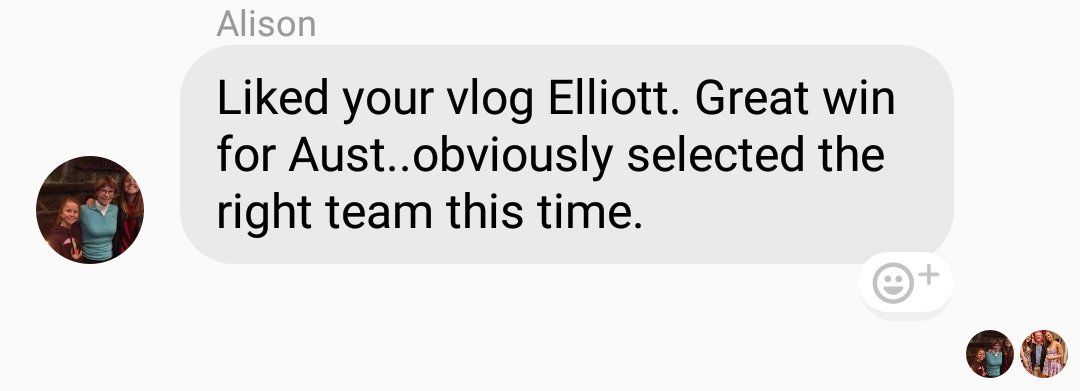 Alison
Liked your vlog Elliott. Great win
for Aust..obviously selected the
right team this time.